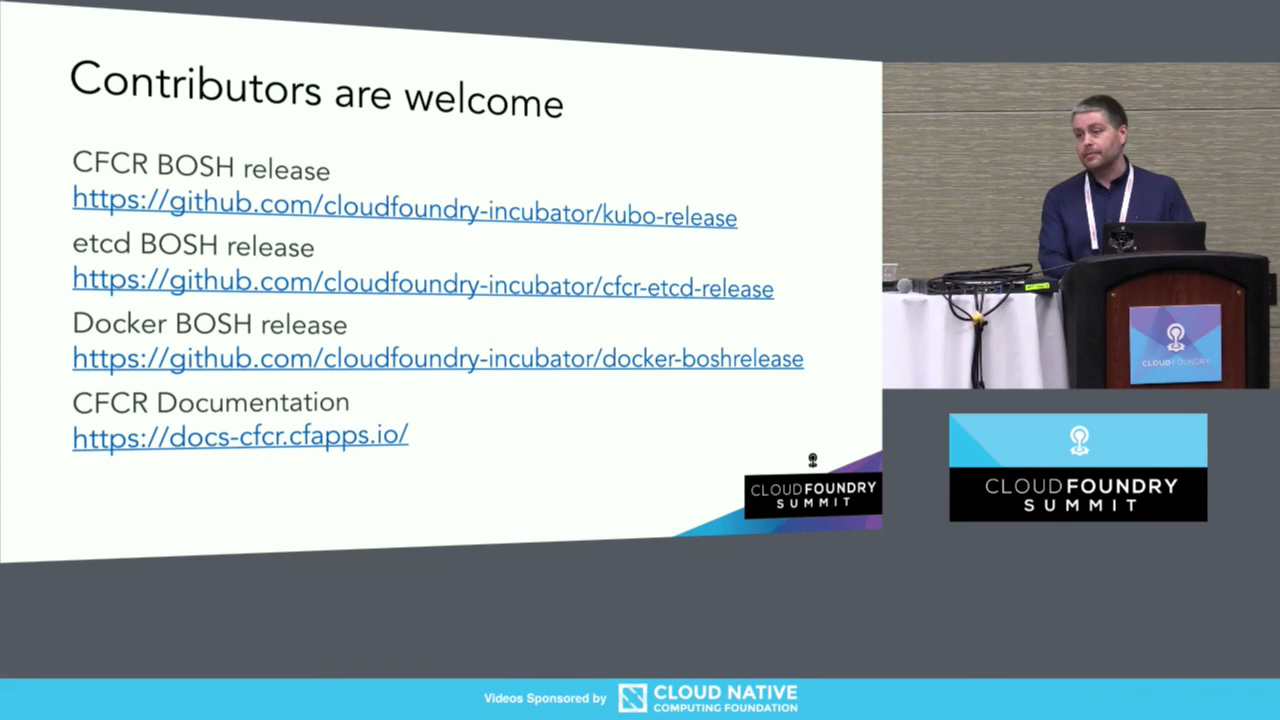 Contributors are welcome
CFCR BOSH release
https://github.com/cloudfoundry-incubator/kubo-release
etcd BOSH release
https://github.com/cloudfoundry-incubator/cfcr-etcd-release
Docker BOSH release
https://github.com/cloudfoundry-incubator/docker-boshrelease
CFCR Documentation
https://docs-cfcr.cfapps.io/
CLOUDFOUNDRY
SUMMIT
CLOUDFOUNDRY
CLOUDFOUNDRY
SUMMIT
Videos Sponsored by
CLOUD NATIVE
COMPUTING FOUNDATION